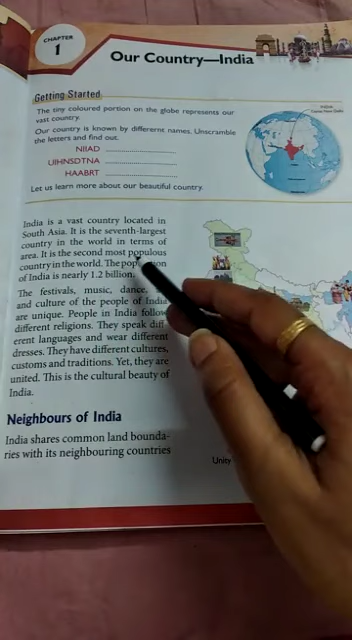 CHAPTER
1
Our Country—India
Getting Started
The tiny coloured portion on the globe represents our
vast country.
Our country is known by differernt names. Unscramble
the letters and find out.
NIIAD
UIHNSDTNA
HAABRT
Let us learn more about our beautiful country.
India is a vast country located in
South Asia. It is the seventh-largest
country in the world in terms of
area. It is the second most populous
country in the world. The
of India is nearly 1.2 billion.
The festivals, music, dance,
and culture of the people of India
are unique. People in India follow
different religions. They speak diff
erent languages and wear different
dresses. They have different cultures,
customs and traditions. Yet, they are
united. This is the cultural beauty of
India.
Neighbours of India
India shares common land bounda-
ries with its neighbouring countries
Unity